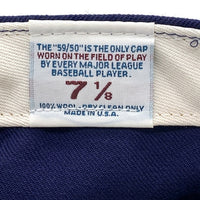 THE "59/50" IS THE ONLY CAP
WORN ON THE FIELD OF PLAY
BY EVERY MAJOR LEAGUE
BASEBALL PLAYER.
7 1/8
100% WOOL-DRY CLEAN ONLY
MADE IN U.S.A.